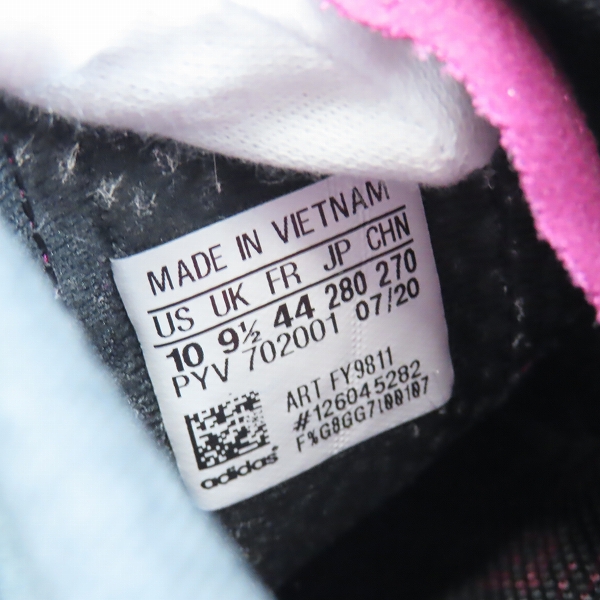 MADE IN VIETNAM
US UK FR JP CHN
10 9½ 44 280 270
PYV 702001 07/20
ART FY9811
#126045282
F%G8GG7100107
adidas